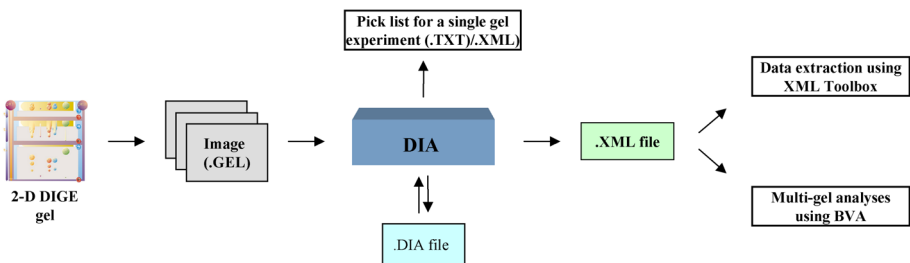 Pick list for a single gel
experiment (.TXT)/.XML)
Data extraction using
XML Toolbox
Image
(.GEL)
DIA
.XML file
2-D DIGE
gel
Multi-gel analyses
using BVA
.DIA file